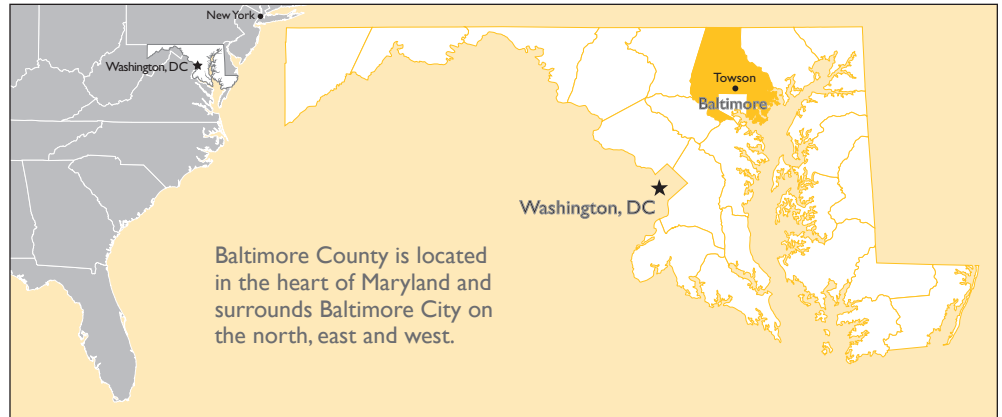 New York
Washington, DC
Towson
Baltimore
Washington, DC
Baltimore County is located
in the heart of Maryland and
surrounds Baltimore City on
the north, east and west.